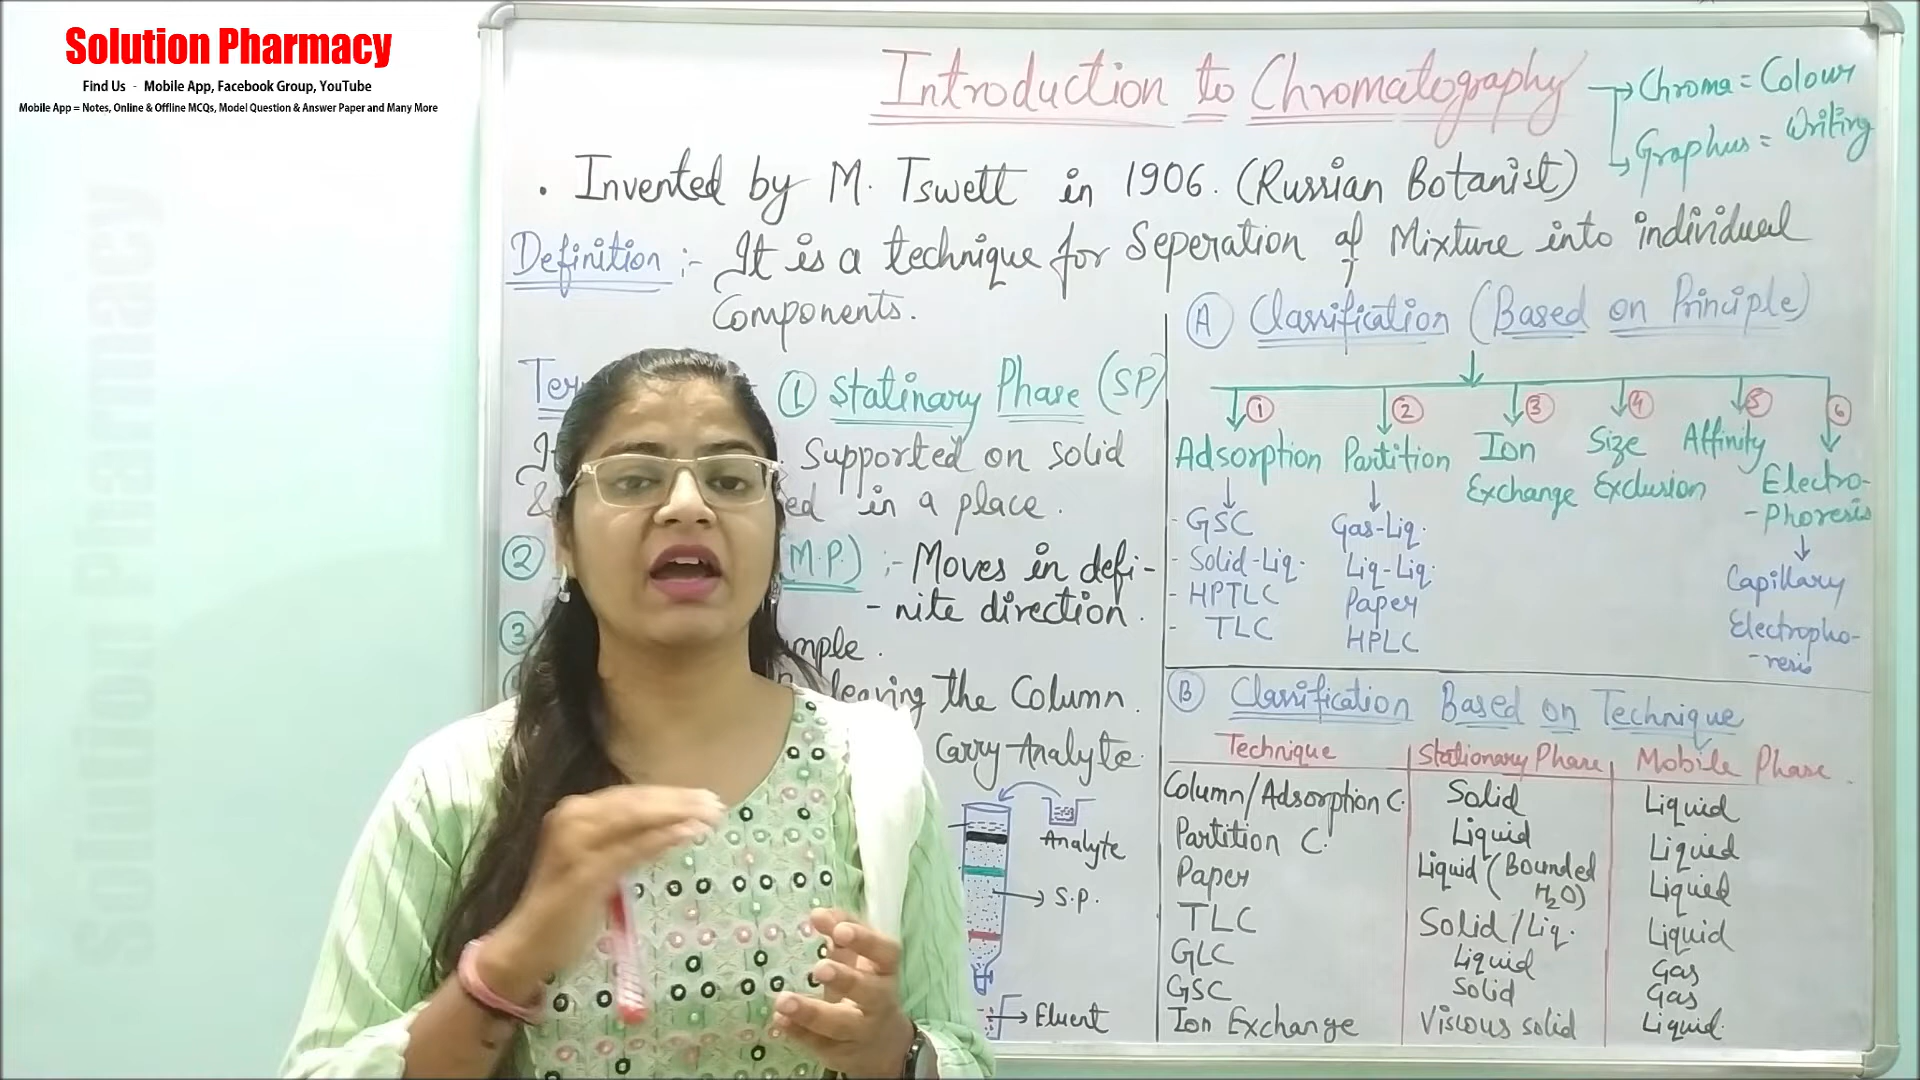 Solution Pharmacy
Find Us - Mobile App, Facebook Group, YouTube
Mobile App = Notes, Online & Offline MCQs, Model Question & Answer Paper and Many More
Solution Pharmacy
Introduction to Chromatography
Chroma = Colour
Graphus = Writing
. Invented by M. Tswett in 1906. (Russian Botanist)
Definition :- It is a technique for Seperation of Mixture into individual
Components.
① Statinary Phase (SP)
Supported on solid
& in a place.
② (M.P.) :- Moves in defi-
- nite direction.
③
leaving the Column.
Carry Analyte.
Analyte
S.P.
Eluent
Ⓐ Classification (Based on Principle)
① ② ③ ④ ⑤ ⑥
Adsorption Partition Ion Exchange Size Exclusion Affinity Electro-
- Phoresis
- GSC
- Solid-Liq.
- HPTLC
- TLC
Gas-Liq.
Liq-Liq.
Paper
HPLC
Capillary
Electropho-
-resis
Ⓑ Classification Based on Technique
Technique Stationary Phase Mobile Phase
Column/Adsorption C. Solid Liquid
Partition C. Liquid Liquid
Paper Liquid (Bounded H₂O) Liquid
TLC Solid/Liq. Liquid
GLC Liquid Gas
GSC Solid Gas
Ion Exchange Viscous solid Liquid.